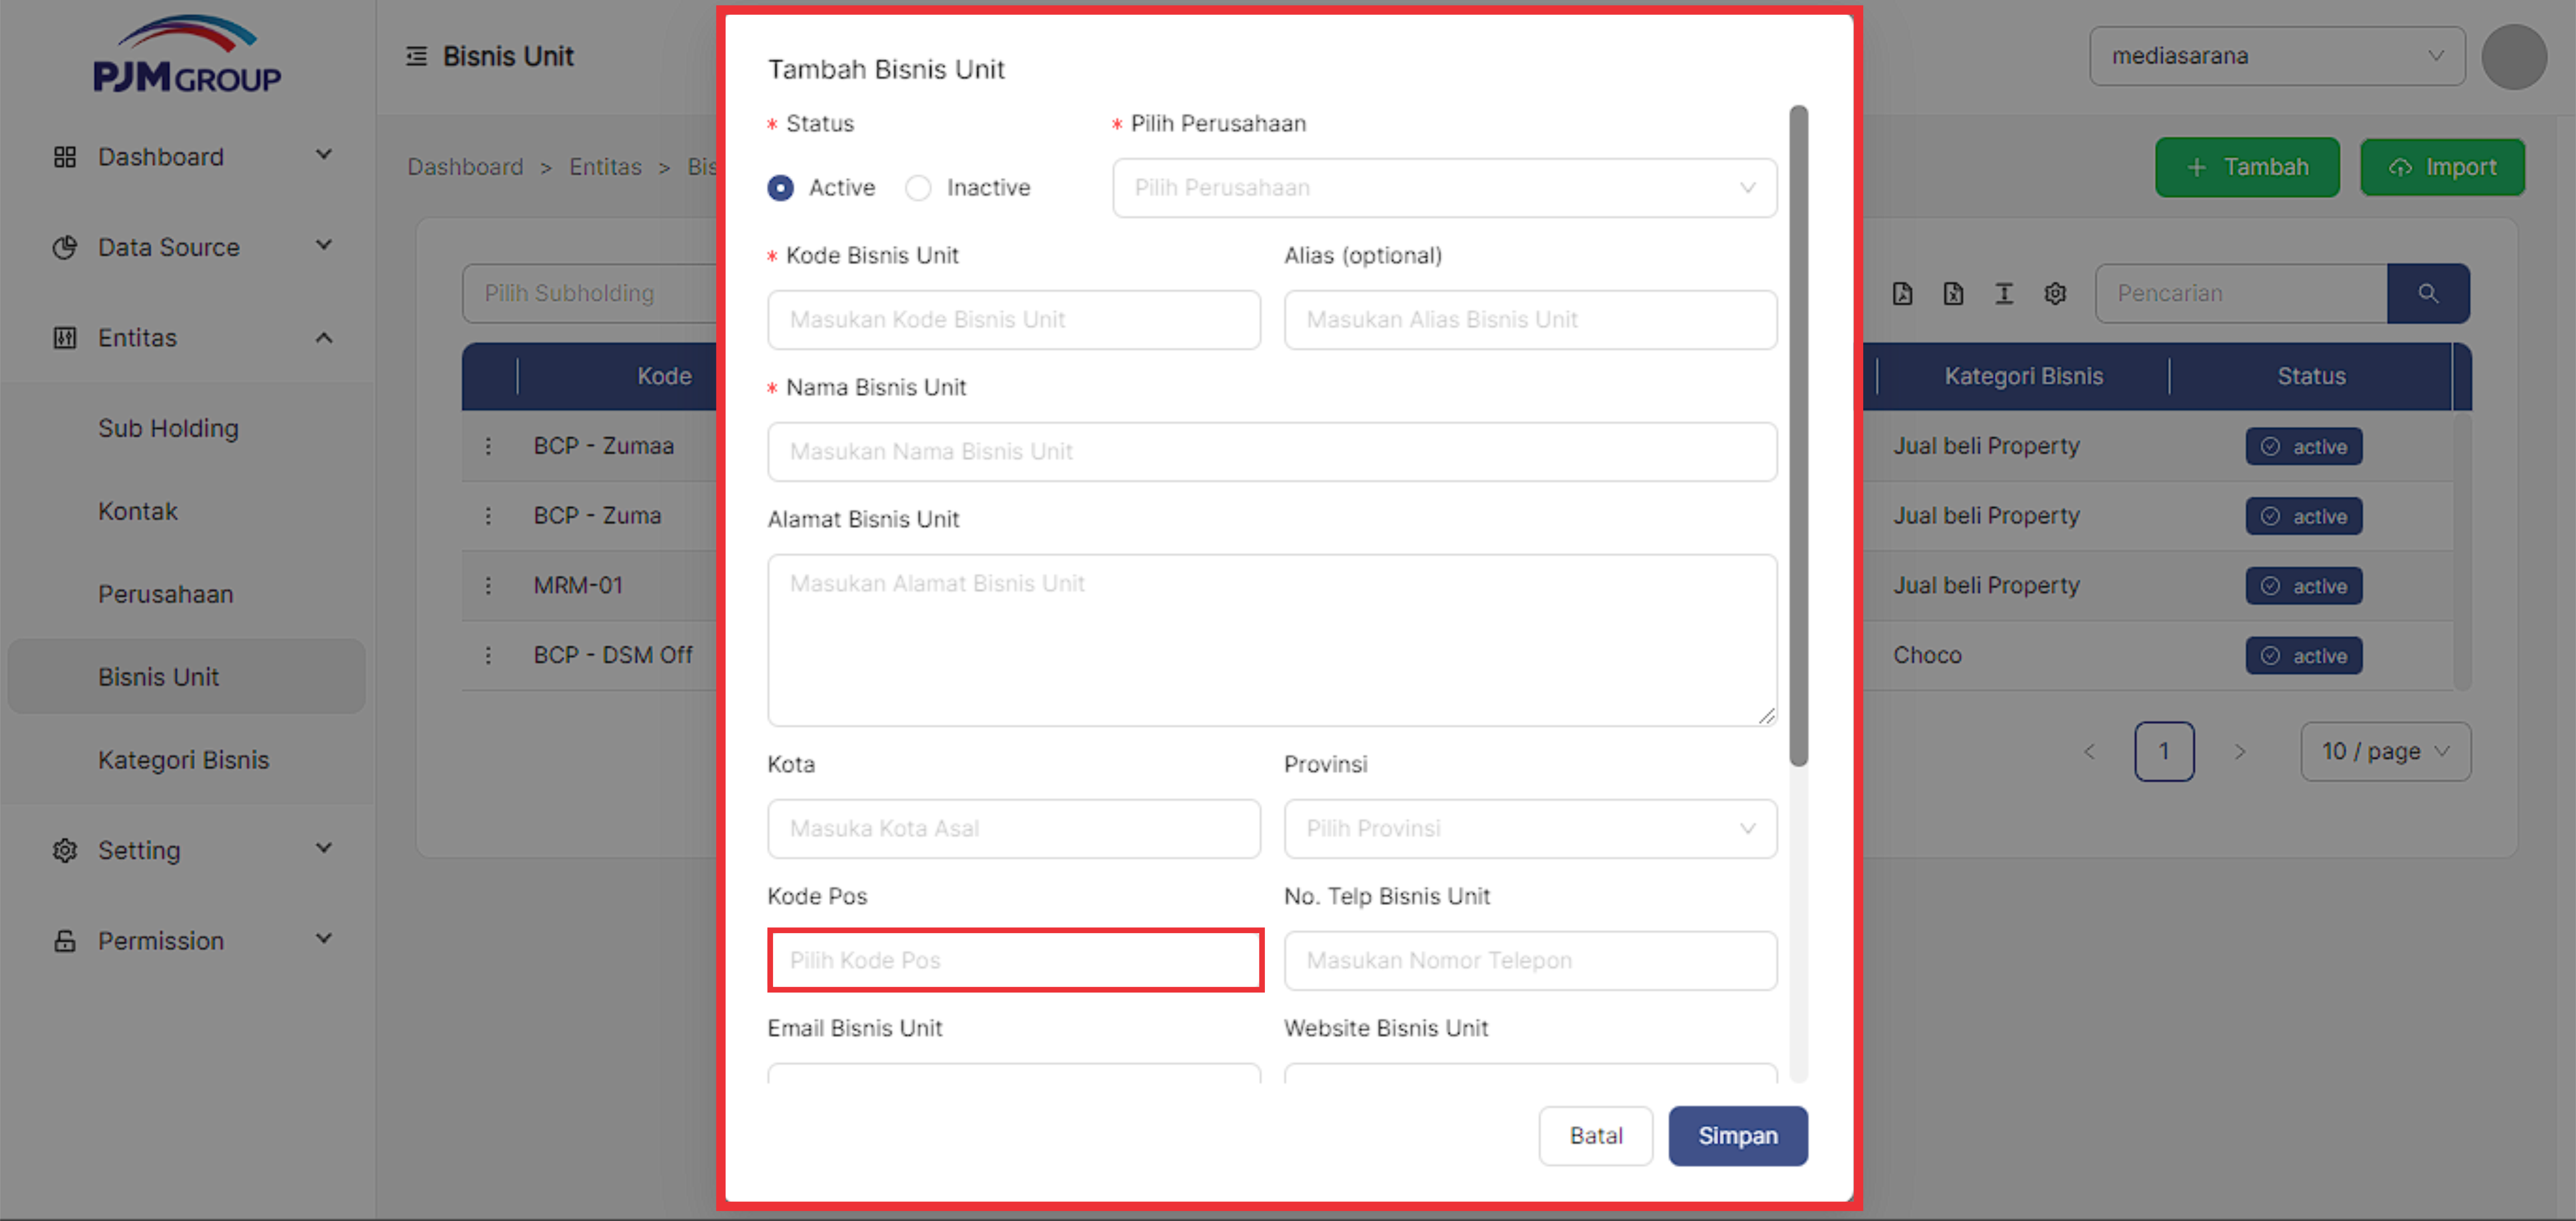 PJM GROUP
Dashboard
Data Source
Entitas
Sub Holding
Kontak
Perusahaan
Bisnis Unit
Kategori Bisnis
Setting
Permission
Bisnis Unit
mediasarana
Dashboard > Entitas > Bis
+ Tambah
Import
Pilih Subholding
Pencarian
Kode
Kategori Bisnis
Status
BCP - Zumaa
Jual beli Property
active
BCP - Zuma
Jual beli Property
active
MRM-01
Jual beli Property
active
BCP - DSM Off
Choco
active
< 1 >
10 / page
Tambah Bisnis Unit
* Status
* Pilih Perusahaan
Active
Inactive
Pilih Perusahaan
* Kode Bisnis Unit
Alias (optional)
Masukan Kode Bisnis Unit
Masukan Alias Bisnis Unit
* Nama Bisnis Unit
Masukan Nama Bisnis Unit
Alamat Bisnis Unit
Masukan Alamat Bisnis Unit
Kota
Provinsi
Masuka Kota Asal
Pilih Provinsi
Kode Pos
No. Telp Bisnis Unit
Pilih Kode Pos
Masukan Nomor Telepon
Email Bisnis Unit
Website Bisnis Unit
Batal
Simpan